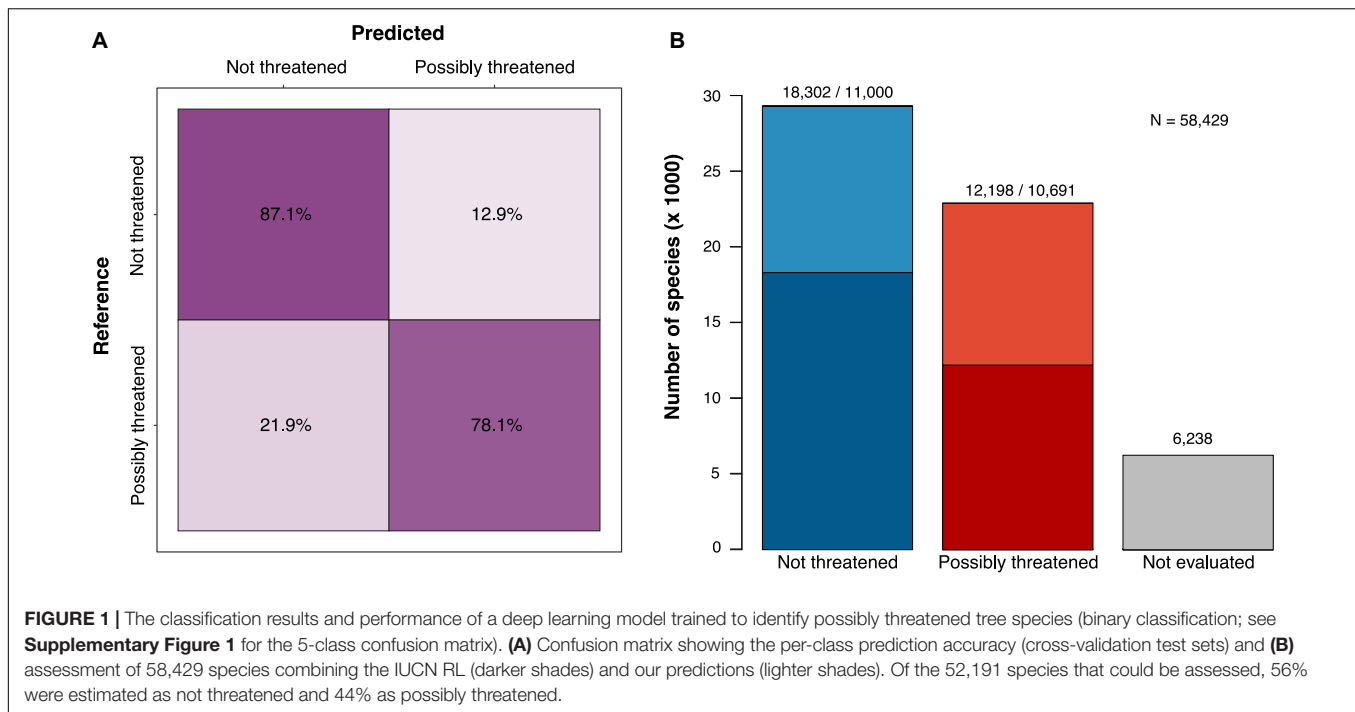 A
Predicted
Not threatened Possibly threatened
Reference
Not threatened
Possibly threatened
87.1% 12.9%
21.9% 78.1%
B
Number of species (x 1000)
30
25
20
15
10
5
0
18,302 / 11,000
12,198 / 10,691
6,238
N = 58,429
Not threatened Possibly threatened Not evaluated
FIGURE 1 | The classification results and performance of a deep learning model trained to identify possibly threatened tree species (binary classification; see
Supplementary Figure 1 for the 5-class confusion matrix). (A) Confusion matrix showing the per-class prediction accuracy (cross-validation test sets) and (B)
assessment of 58,429 species combining the IUCN RL (darker shades) and our predictions (lighter shades). Of the 52,191 species that could be assessed, 56%
were estimated as not threatened and 44% as possibly threatened.